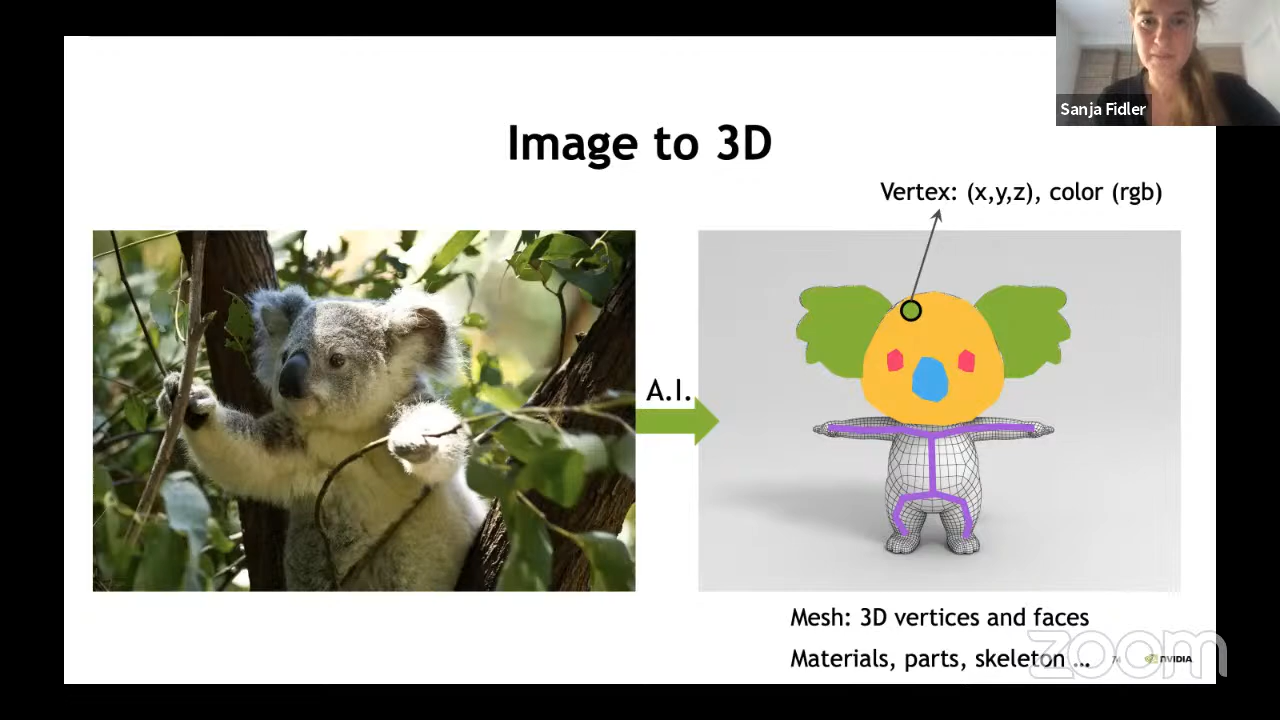 Sanja Fidler
Image to 3D
Vertex: (x,y,z), color (rgb)
A.I.
Mesh: 3D vertices and faces
Materials, parts, skeleton ...
NVIDIA
zoom